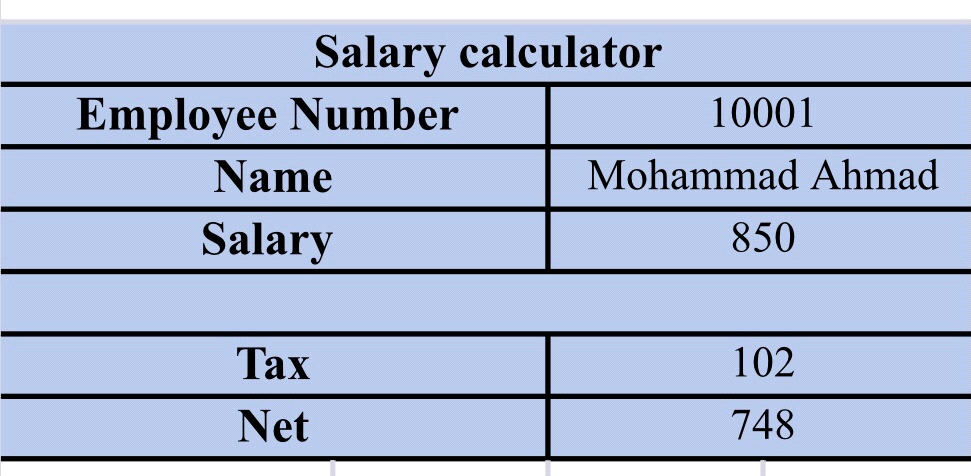 Salary calculator
Employee Number 10001
Name Mohammad Ahmad
Salary 850
Tax 102
Net 748